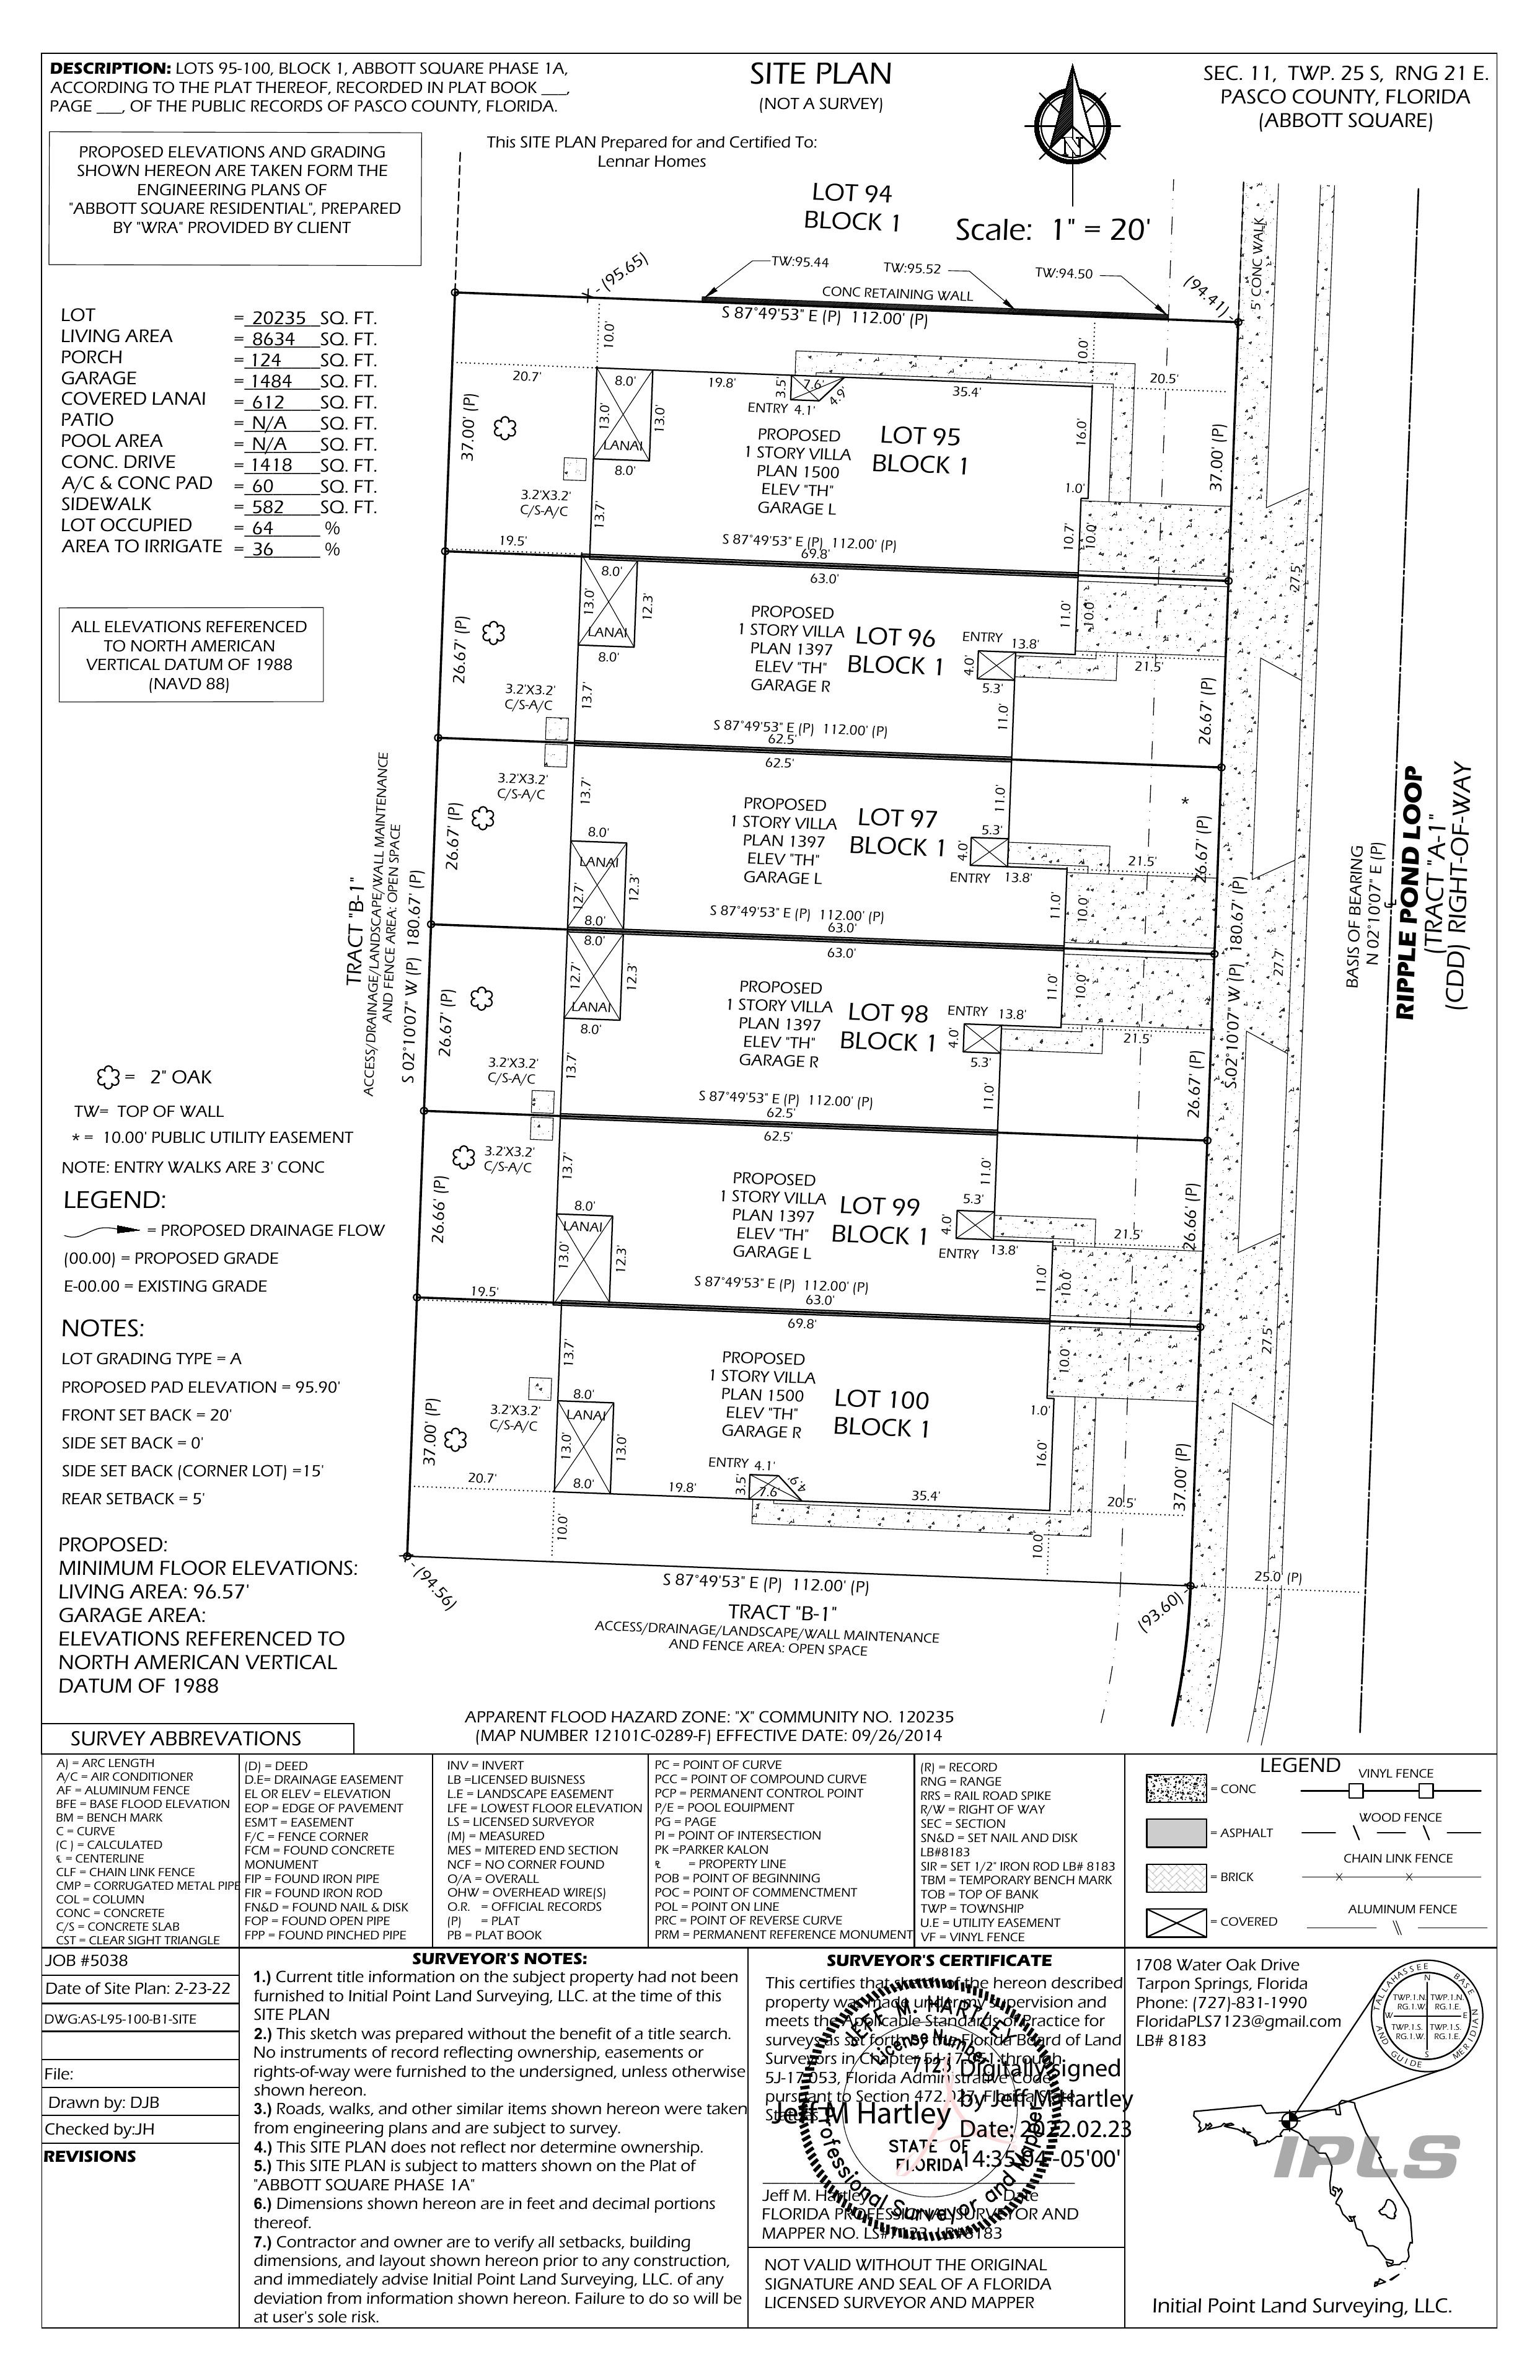 DESCRIPTION: LOTS 95-100, BLOCK 1, ABBOTT SQUARE PHASE 1A,
ACCORDING TO THE PLAT THEREOF, RECORDED IN PLAT BOOK ___,
PAGE ___, OF THE PUBLIC RECORDS OF PASCO COUNTY, FLORIDA.
SITE PLAN
(NOT A SURVEY)
SEC. 11, TWP. 25 S, RNG 21 E.
PASCO COUNTY, FLORIDA
(ABBOTT SQUARE)
This SITE PLAN Prepared for and Certified To:
Lennar Homes
N
PROPOSED ELEVATIONS AND GRADING
SHOWN HEREON ARE TAKEN FORM THE
ENGINEERING PLANS OF
"ABBOTT SQUARE RESIDENTIAL", PREPARED
BY "WRA" PROVIDED BY CLIENT
LOT 94
BLOCK 1
Scale: 1" = 20'
LOT = 20235 SQ. FT.
LIVING AREA = 8634 SQ. FT.
PORCH = 124 SQ. FT.
GARAGE = 1484 SQ. FT.
COVERED LANAI = 612 SQ. FT.
PATIO = N/A SQ. FT.
POOL AREA = N/A SQ. FT.
CONC. DRIVE = 1418 SQ. FT.
A/C & CONC PAD = 60 SQ. FT.
SIDEWALK = 582 SQ. FT.
LOT OCCUPIED = 64 %
AREA TO IRRIGATE = 36 %
ALL ELEVATIONS REFERENCED
TO NORTH AMERICAN
VERTICAL DATUM OF 1988
(NAVD 88)
TW:95.44
TW:95.52
TW:94.50
X - (95.65)
(94.41) -
5' CONC WALK
CONC RETAINING WALL
S 87°49'53" E (P) 112.00' (P)
10.0'
10.0'
20.7'
8.0'
19.8'
3.5'
7.6'
4.9'
35.4'
20.5'
ENTRY 4.1'
37.00' (P)
13.0'
13.0'
LANAI
8.0'
PROPOSED
1 STORY VILLA
PLAN 1500
ELEV "TH"
GARAGE L
LOT 95
BLOCK 1
16.0'
37.00' (P)
1.0'
3.2'X3.2'
C/S-A/C
13.7'
10.7'
10.0'
19.5'
S 87°49'53" E (P) 112.00' (P)
69.8'
63.0'
27.5'
8.0'
13.0'
12.3'
LANAI
8.0'
26.67' (P)
PROPOSED
1 STORY VILLA
PLAN 1397
ELEV "TH"
GARAGE R
LOT 96
BLOCK 1
ENTRY 13.8'
11.0'
10.0'
4.0'
5.3'
21.5'
11.0'
26.67' (P)
3.2'X3.2'
C/S-A/C
13.7'
S 87°49'53" E (P) 112.00' (P)
62.5'
62.5'
3.2'X3.2'
C/S-A/C
13.7'
26.67' (P)
8.0'
LANAI
12.7'
12.3'
8.0'
PROPOSED
1 STORY VILLA
PLAN 1397
ELEV "TH"
GARAGE L
LOT 97
BLOCK 1
11.0'
5.3'
4.0'
ENTRY 13.8'
21.5'
*
26.67' (P)
11.0'
10.0'
S 87°49'53" E (P) 112.00' (P)
63.0'
63.0'
TRACT "B-1"
ACCESS/DRAINAGE/LANDSCAPE/WALL MAINTENANCE
AND FENCE AREA: OPEN SPACE
S 02°10'07" W (P) 180.67' (P)
S 02°10'07" W (P) 180.67' (P)
27.7'
BASIS OF BEARING
N 02°10'07" E (P)
RIPPLE POND LOOP
(TRACT "A-1")
(CDD) RIGHT-OF-WAY
8.0'
12.7'
12.3'
LANAI
8.0'
26.67' (P)
PROPOSED
1 STORY VILLA
PLAN 1397
ELEV "TH"
GARAGE R
LOT 98
BLOCK 1
ENTRY 13.8'
11.0'
10.0'
4.0'
5.3'
21.5'
11.0'
26.67' (P)
3.2'X3.2'
C/S-A/C
13.7'
S 87°49'53" E (P) 112.00' (P)
62.5'
62.5'
3.2'X3.2'
C/S-A/C
13.7'
26.66' (P)
8.0'
LANAI
13.0'
12.3'
PROPOSED
1 STORY VILLA
PLAN 1397
ELEV "TH"
GARAGE L
LOT 99
BLOCK 1
11.0'
5.3'
4.0'
ENTRY 13.8'
21.5'
26.66' (P)
11.0'
10.0'
19.5'
S 87°49'53" E (P) 112.00' (P)
63.0'
69.8'
27.5'
13.7'
3.2'X3.2'
C/S-A/C
8.0'
LANAI
13.0'
13.0'
8.0'
37.00' (P)
PROPOSED
1 STORY VILLA
PLAN 1500
ELEV "TH"
GARAGE R
LOT 100
BLOCK 1
10.0'
1.0'
16.0'
37.00' (P)
20.7'
19.8'
ENTRY 4.1'
3.5'
7.6'
4.9'
35.4'
20.5'
10.0'
10.0'
25.0' (P)
X - (94.56)
(93.60) -
S 87°49'53" E (P) 112.00' (P)
TRACT "B-1"
ACCESS/DRAINAGE/LANDSCAPE/WALL MAINTENANCE
AND FENCE AREA: OPEN SPACE
= 2" OAK
TW= TOP OF WALL
* = 10.00' PUBLIC UTILITY EASEMENT
NOTE: ENTRY WALKS ARE 3' CONC
LEGEND:
= PROPOSED DRAINAGE FLOW
(00.00) = PROPOSED GRADE
E-00.00 = EXISTING GRADE
NOTES:
LOT GRADING TYPE = A
PROPOSED PAD ELEVATION = 95.90'
FRONT SET BACK = 20'
SIDE SET BACK = 0'
SIDE SET BACK (CORNER LOT) =15'
REAR SETBACK = 5'
PROPOSED:
MINIMUM FLOOR ELEVATIONS:
LIVING AREA: 96.57'
GARAGE AREA:
ELEVATIONS REFERENCED TO
NORTH AMERICAN VERTICAL
DATUM OF 1988
APPARENT FLOOD HAZARD ZONE: "X" COMMUNITY NO. 120235
(MAP NUMBER 12101C-0289-F) EFFECTIVE DATE: 09/26/2014
SURVEY ABBREVATIONS
A) = ARC LENGTH
A/C = AIR CONDITIONER
AF = ALUMINUM FENCE
BFE = BASE FLOOD ELEVATION
BM = BENCH MARK
C = CURVE
(C ) = CALCULATED
℄ = CENTERLINE
CLF = CHAIN LINK FENCE
CMP = CORRUGATED METAL PIPE
COL = COLUMN
CONC = CONCRETE
C/S = CONCRETE SLAB
CST = CLEAR SIGHT TRIANGLE
(D) = DEED
D.E= DRAINAGE EASEMENT
EL OR ELEV = ELEVATION
EOP = EDGE OF PAVEMENT
ESM'T = EASEMENT
F/C = FENCE CORNER
FCM = FOUND CONCRETE
MONUMENT
FIP = FOUND IRON PIPE
FIR = FOUND IRON ROD
FN&D = FOUND NAIL & DISK
FOP = FOUND OPEN PIPE
FPP = FOUND PINCHED PIPE
INV = INVERT
LB =LICENSED BUISNESS
L.E = LANDSCAPE EASEMENT
LFE = LOWEST FLOOR ELEVATION
LS = LICENSED SURVEYOR
(M) = MEASURED
MES = MITERED END SECTION
NCF = NO CORNER FOUND
O/A = OVERALL
OHW = OVERHEAD WIRE(S)
O.R. = OFFICIAL RECORDS
(P) = PLAT
PB = PLAT BOOK
PC = POINT OF CURVE
PCC = POINT OF COMPOUND CURVE
PCP = PERMANENT CONTROL POINT
P/E = POOL EQUIPMENT
PG = PAGE
PI = POINT OF INTERSECTION
PK =PARKER KALON
= PROPERTY LINE
POB = POINT OF BEGINNING
POC = POINT OF COMMENCTMENT
POL = POINT ON LINE
PRC = POINT OF REVERSE CURVE
PRM = PERMANENT REFERENCE MONUMENT
(R) = RECORD
RNG = RANGE
RRS = RAIL ROAD SPIKE
R/W = RIGHT OF WAY
SEC = SECTION
SN&D = SET NAIL AND DISK
LB#8183
SIR = SET 1/2" IRON ROD LB# 8183
TBM = TEMPORARY BENCH MARK
TOB = TOP OF BANK
TWP = TOWNSHIP
U.E = UTILITY EASEMENT
VF = VINYL FENCE
LEGEND
= CONC
= ASPHALT
= BRICK
= COVERED
VINYL FENCE
WOOD FENCE
CHAIN LINK FENCE
ALUMINUM FENCE
JOB #5038
Date of Site Plan: 2-23-22
DWG:AS-L95-100-B1-SITE
File:
Drawn by: DJB
Checked by:JH
REVISIONS
SURVEYOR'S NOTES:
1.) Current title information on the subject property had not been
furnished to Initial Point Land Surveying, LLC. at the time of this
SITE PLAN
2.) This sketch was prepared without the benefit of a title search.
No instruments of record reflecting ownership, easements or
rights-of-way were furnished to the undersigned, unless otherwise
shown hereon.
3.) Roads, walks, and other similar items shown hereon were taken
from engineering plans and are subject to survey.
4.) This SITE PLAN does not reflect nor determine ownership.
5.) This SITE PLAN is subject to matters shown on the Plat of
"ABBOTT SQUARE PHASE 1A"
6.) Dimensions shown hereon are in feet and decimal portions
thereof.
7.) Contractor and owner are to verify all setbacks, building
dimensions, and layout shown hereon prior to any construction,
and immediately advise Initial Point Land Surveying, LLC. of any
deviation from information shown hereon. Failure to do so will be
at user's sole risk.
SURVEYOR'S CERTIFICATE
This certifies that sketch of the hereon described
property was made under my supervision and
meets the Applicable Standards of Practice for
surveys as set forth by the Florida Board of Land
Surveyors in Chapter 5J-17.051 through
5J-17.053, Florida Administrative Code,
pursuant to Section 472.027, Florida State
Statutes.
JEFF M. HARTLEY
License Number
7123
STATE OF
FLORIDA
Professional Surveyor and Mapper
Jeff M Hartley
Digitally signed
by Jeff M Hartley
Date: 2022.02.23
14:35:04 -05'00'
Jeff M. Hartley Date
FLORIDA PROFESSIONAL SURVEYOR AND
MAPPER NO. LS#7123 LB#8183
NOT VALID WITHOUT THE ORIGINAL
SIGNATURE AND SEAL OF A FLORIDA
LICENSED SURVEYOR AND MAPPER
1708 Water Oak Drive
Tarpon Springs, Florida
Phone: (727)-831-1990
FloridaPLS7123@gmail.com
LB# 8183
TALLAHASSEE BASE
AND GUIDE MERIDIAN
N
W
E
S
TWP.1.N. RG.1.W.
TWP.1.N. RG.1.E.
TWP.1.S. RG.1.W.
TWP.1.S. RG.1.E.
IPLS
Initial Point Land Surveying, LLC.